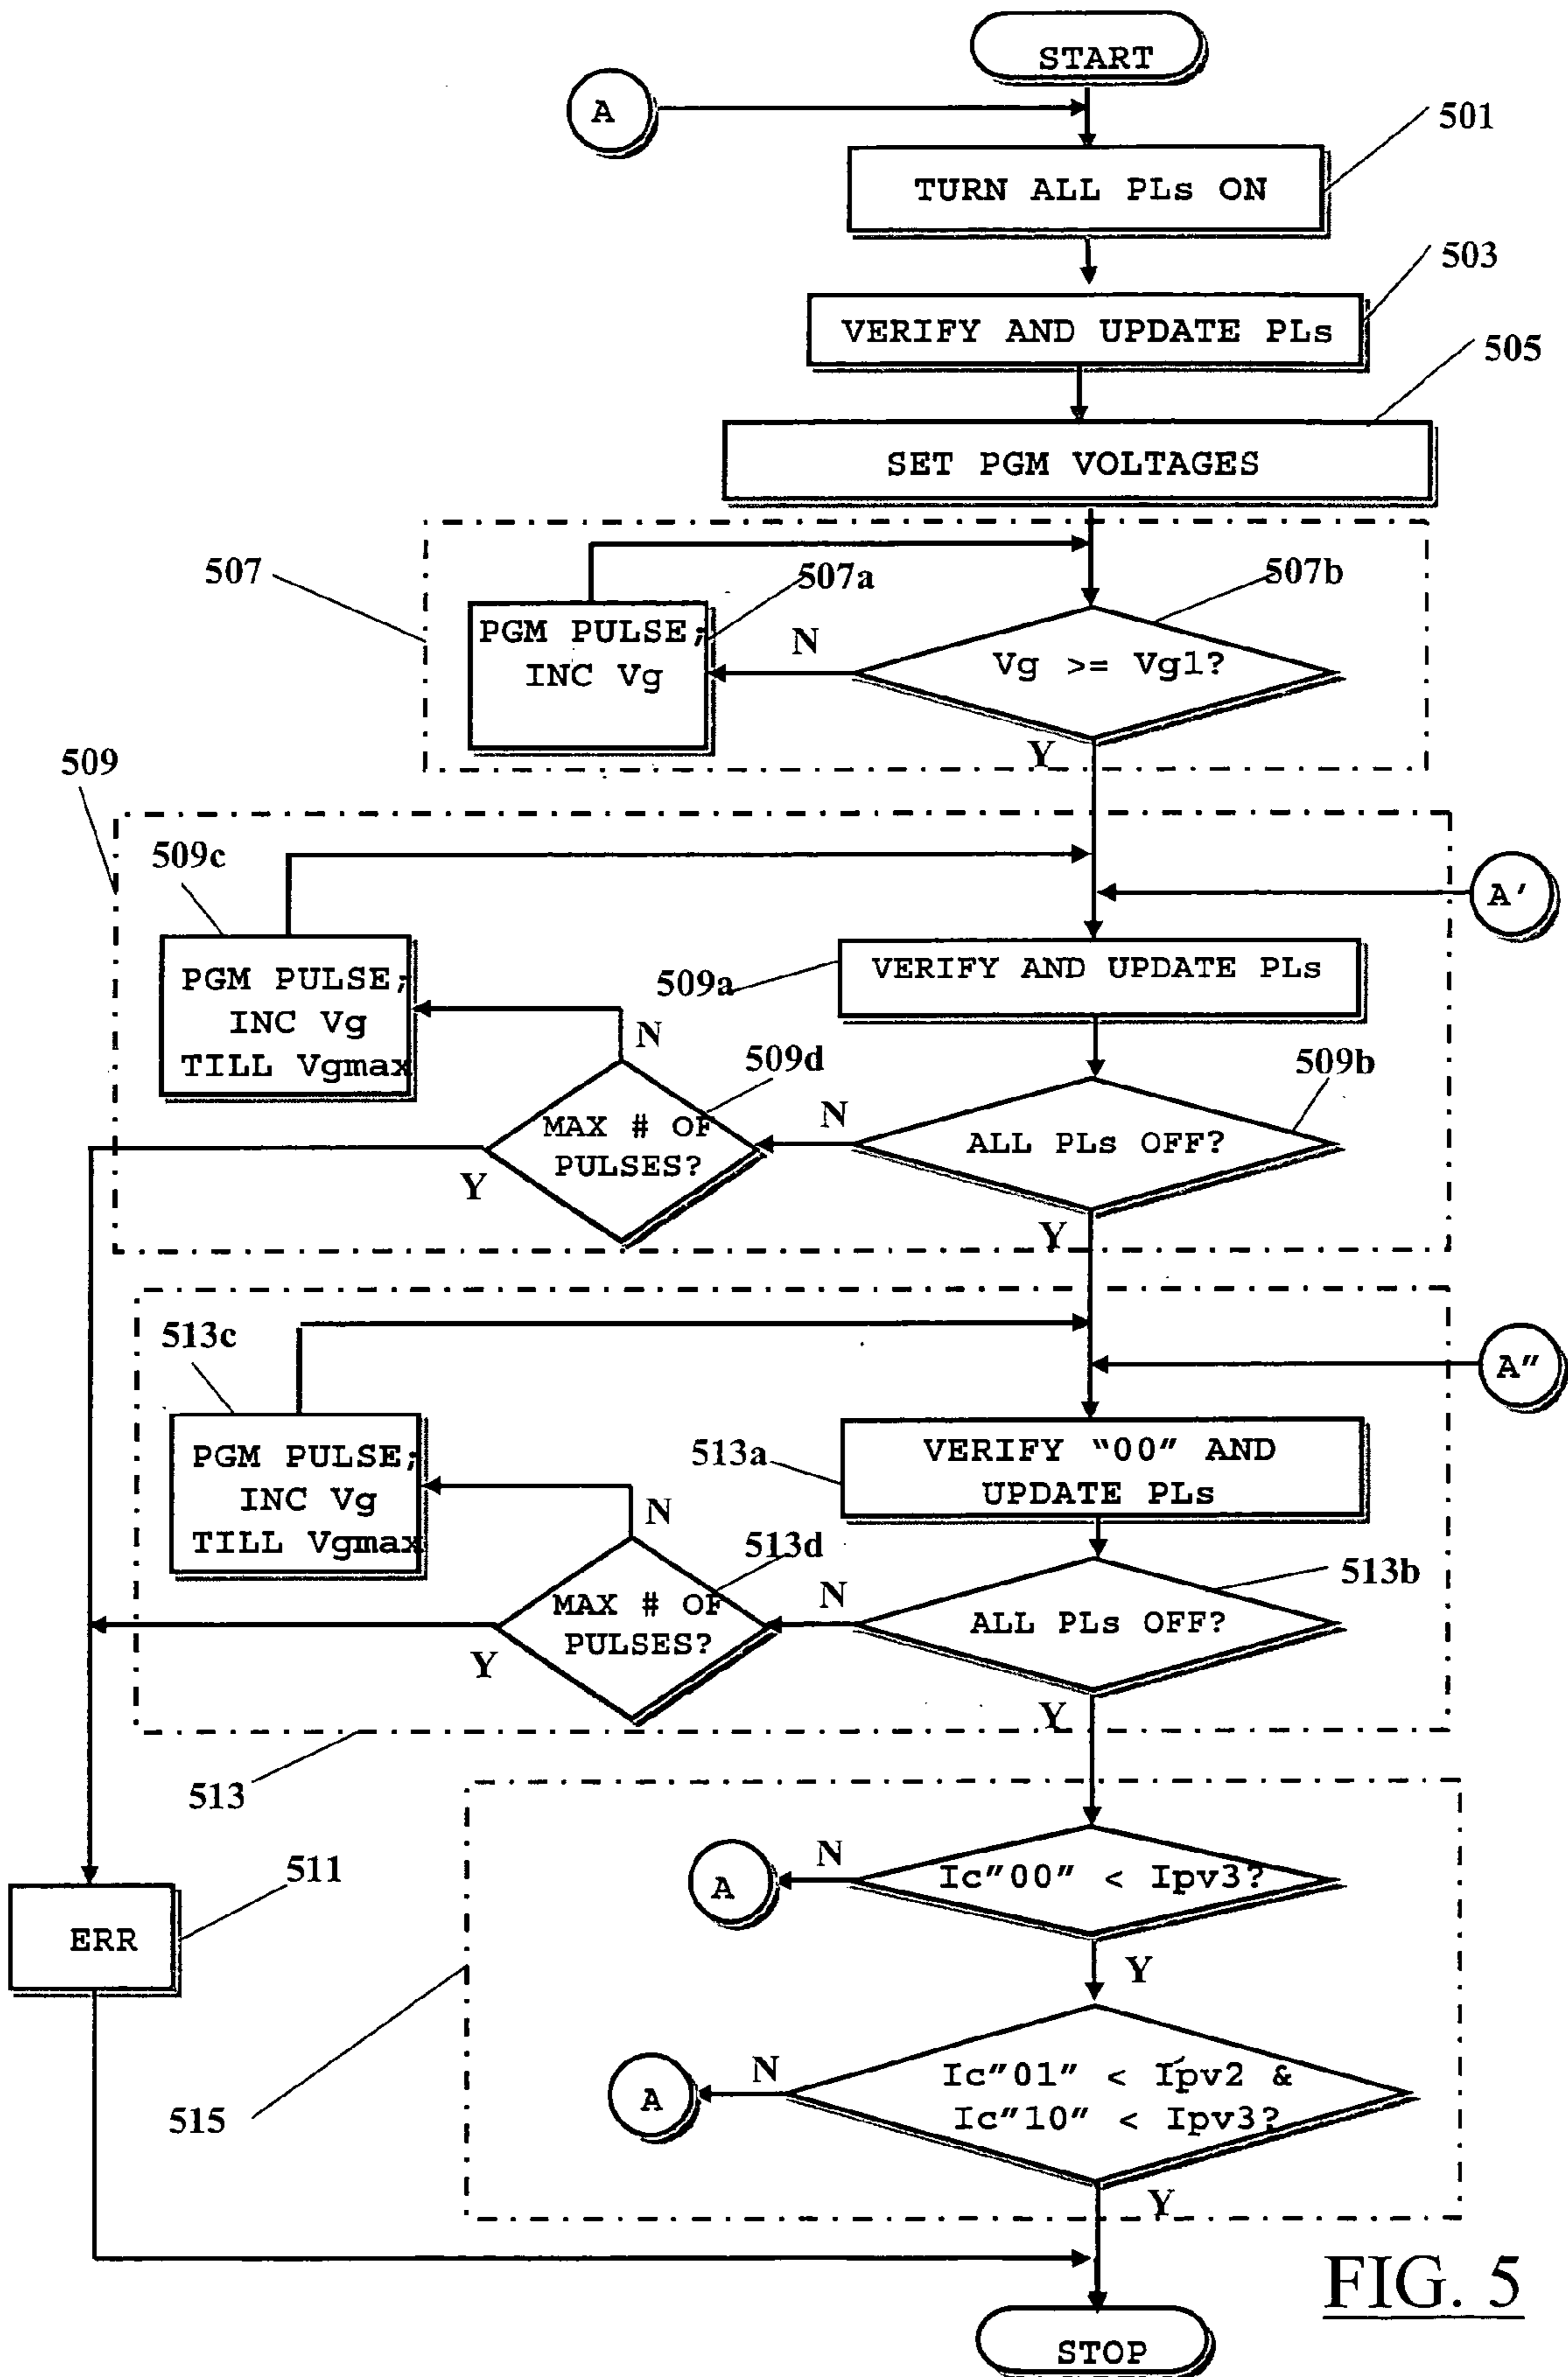 START
A
501
TURN ALL PLs ON
503
VERIFY AND UPDATE PLs
505
SET PGM VOLTAGES
507
507a
507b
PGM PULSE;
INC Vg
N
Vg >= Vg1?
Y
509
509c
A'
PGM PULSE;
INC Vg
TILL Vgmax
509a
VERIFY AND UPDATE PLs
N
509d
509b
MAX # OF
PULSES?
N
ALL PLs OFF?
Y
Y
513c
A"
PGM PULSE;
INC Vg
TILL Vgmax
513a
VERIFY “00” AND
UPDATE PLs
N
513d
513b
MAX # OF
PULSES?
N
ALL PLs OFF?
Y
Y
513
511
ERR
A
N
Ic"00" < Ipv3?
Y
515
A
N
Ic"01" < Ipv2 &
Ic"10" < Ipv3?
Y
FIG. 5
STOP